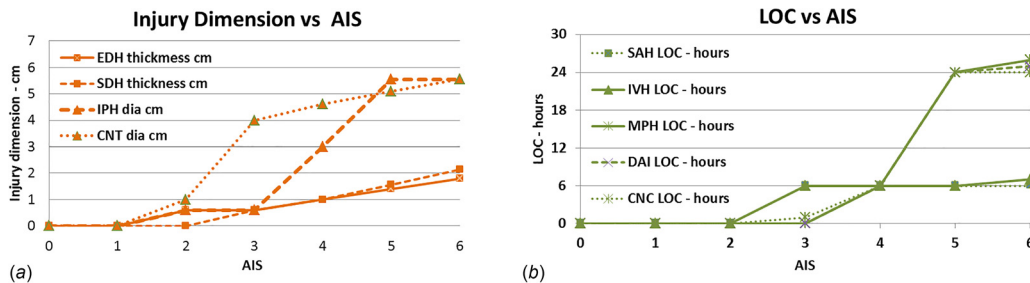 Injury Dimension vs AIS
Injury dimension - cm
7
6
5
4
3
2
1
0
EDH thickness cm
SDH thickness cm
IPH dia cm
CNT dia cm
0 1 2 3 4 5 6
AIS
(a)
LOC vs AIS
LOC - hours
30
24
18
12
6
0
SAH LOC - hours
IVH LOC - hours
MPH LOC - hours
DAI LOC - hours
CNC LOC - hours
0 1 2 3 4 5 6
AIS
(b)